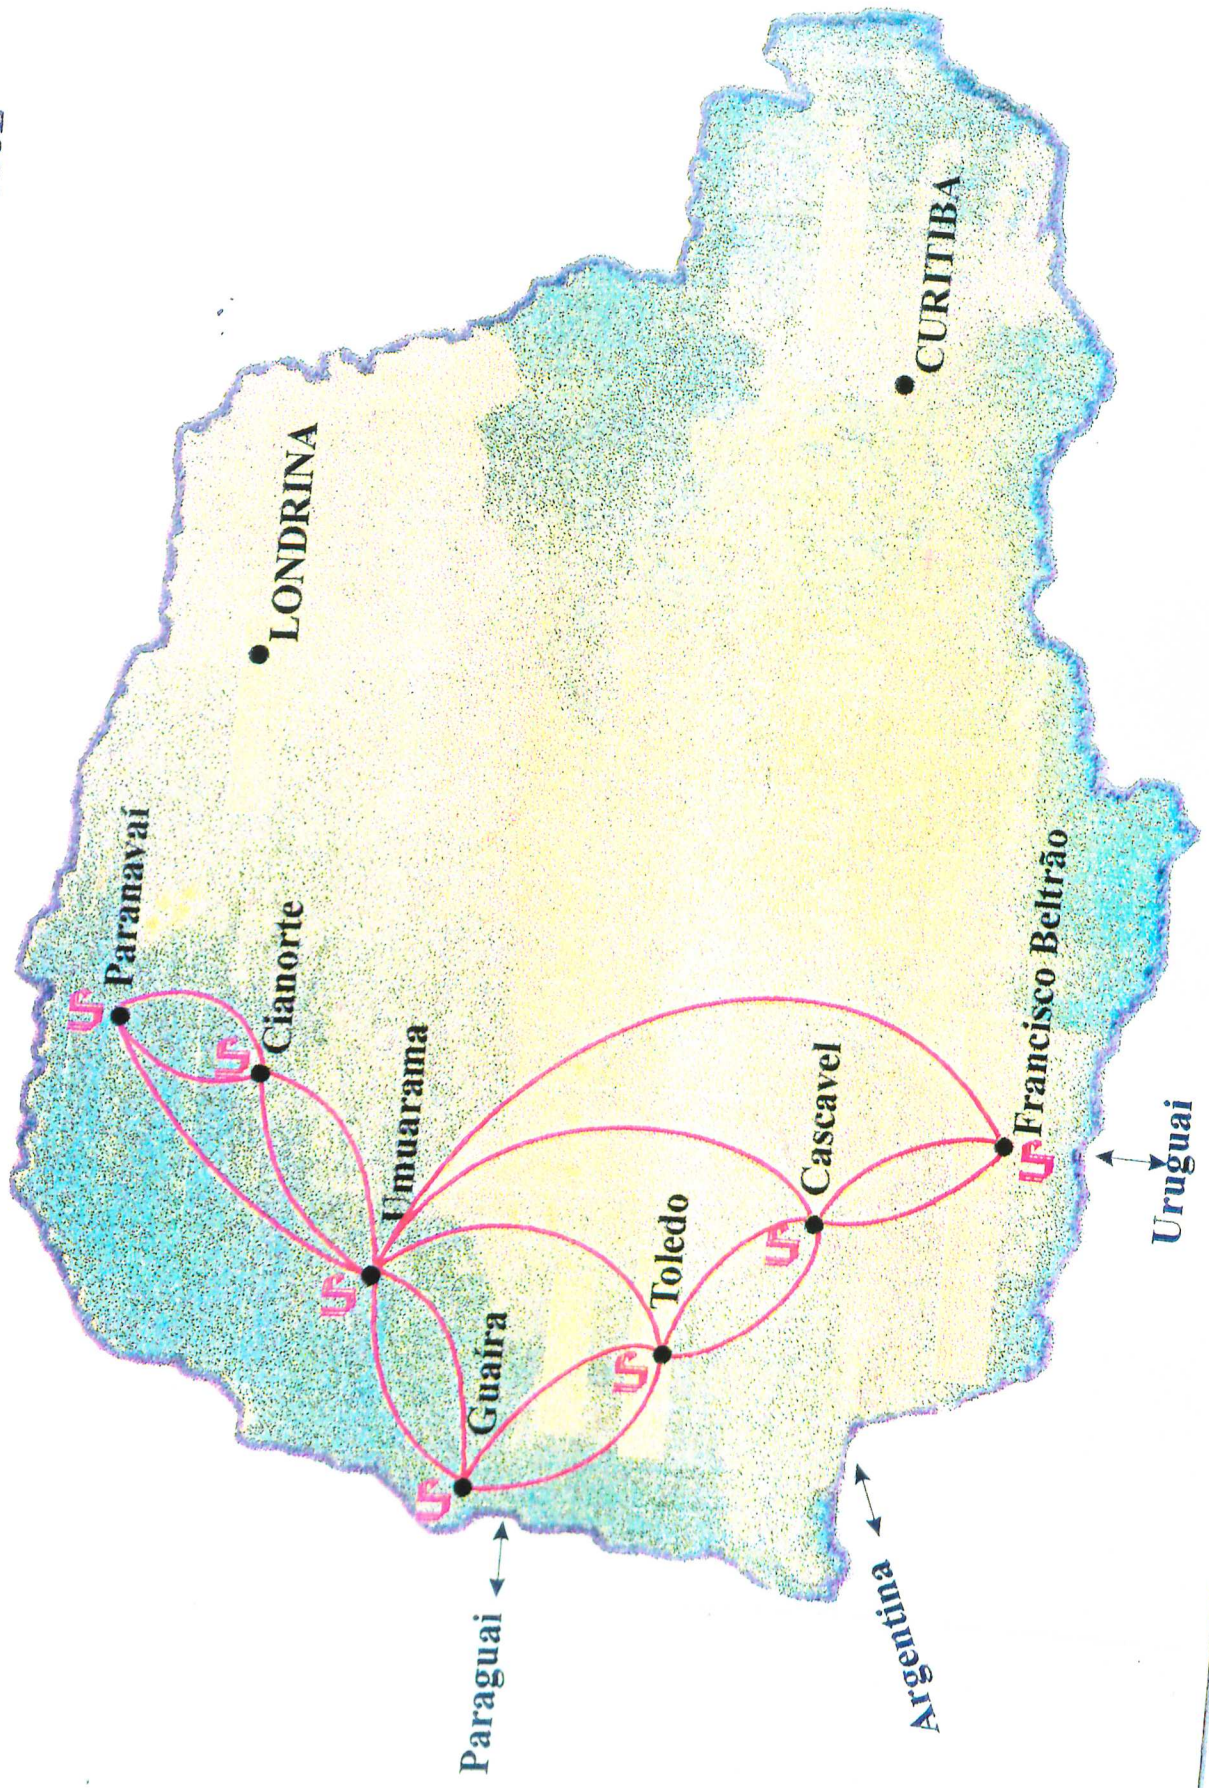 Paranavaí
LONDRINA
Cianorte
Umuarama
Guaíra
Toledo
Cascavel
CURITIBA
Francisco Beltrão
Paraguai
Argentina
Uruguai